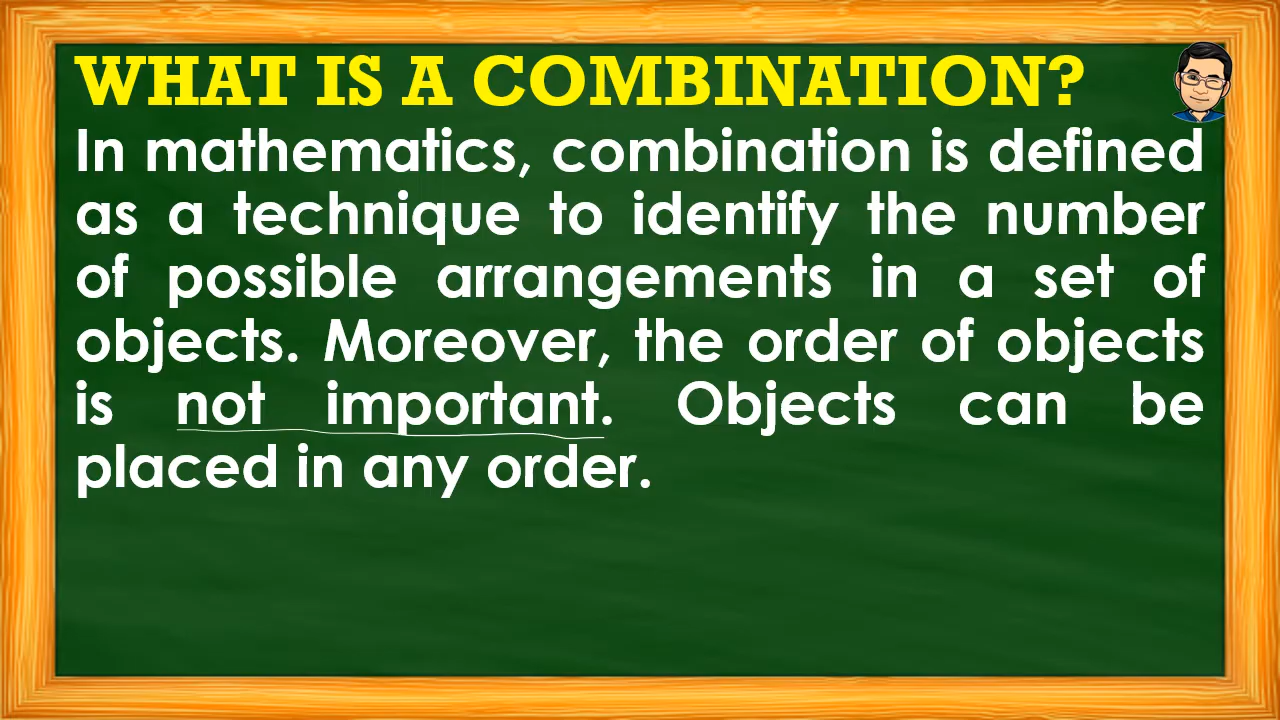 WHAT IS A COMBINATION?
In mathematics, combination is defined
as a technique to identify the number
of possible arrangements in a set of
objects. Moreover, the order of objects
is not important. Objects can be
placed in any order.